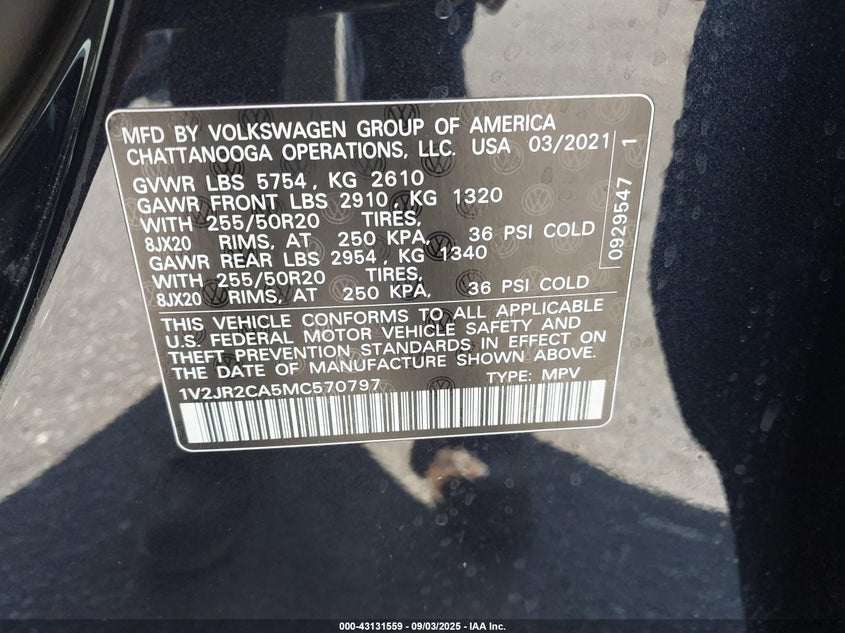 MFD BY VOLKSWAGEN GROUP OF AMERICA
CHATTANOOGA OPERATIONS, LLC. USA 03/2021
GVWR LBS 5754, KG 2610
GAWR FRONT LBS 2910, KG 1320
WITH 255/50R20 TIRES,
8JX20 RIMS, AT 250 KPA, 36 PSI COLD
GAWR REAR LBS 2954, KG 1340
WITH 255/50R20 TIRES,
8JX20 RIMS, AT 250 KPA, 36 PSI COLD
0929547 1
THIS VEHICLE CONFORMS TO ALL APPLICABLE
U.S. FEDERAL MOTOR VEHICLE SAFETY AND
THEFT PREVENTION STANDARDS IN EFFECT ON
THE DATE OF MANUFACTURE SHOWN ABOVE.
1V2JR2CA5MC570797 TYPE: MPV
000-43131559 - 09/03/2025 - IAA Inc.